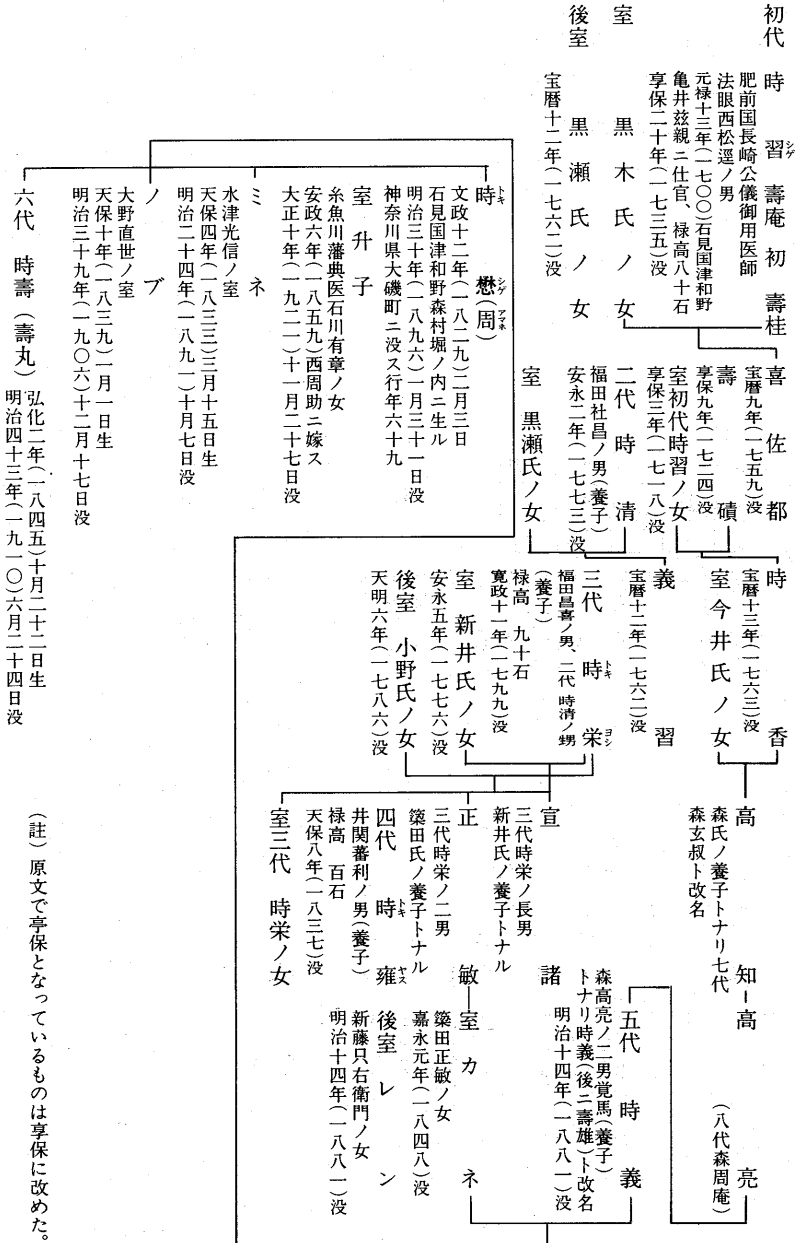 初代 時習 壽庵 初 壽桂
シゲ
肥前国長崎公儀御用医師
法眼西松遥ノ男
元禄十三年(一七〇〇)石見国津和野
亀井茲親ニ仕官、禄高八十石
享保二十年(一七三五)没
室 黒木氏ノ女
後室 黒瀬氏ノ女
宝暦十二年(一七六二)没
喜佐都
宝暦九年(一七五九)没
壽磧
享保九年(一七二四)没
室初代時習ノ女
享保三年(一七一八)没
二代 時清
福田社昌ノ男(養子)
安永二年(一七七三)没
室 黒瀬氏ノ女
時香
宝暦十三年(一七六三)没
室 今井氏ノ女
義習
宝暦十二年(一七六二)没
三代 時栄
トキ ヨシ
福田昌喜ノ男、二代 時清ノ甥
(養子)
禄高 九十石
寛政十一年(一七九九)没
室 新井氏ノ女
安永五年(一七七六)没
後室 小野氏ノ女
天明六年(一七八六)没
高知
森氏ノ養子トナリ七代
森玄叔ト改名
高亮
(八代森周庵)
宣諸
三代時栄ノ長男
新井氏ノ養子トナル
正敏
三代時栄ノ二男
簗田氏ノ養子トナル
四代 時雍
トキ ヤス
井関蕃利ノ男(養子)
禄高 百石
天保八年(一八三七)没
室三代 時栄ノ女
五代 時義
森高亮ノ二男覚馬(養子)
トナリ時義(後ニ壽雄)ト改名
明治十四年(一八八一)没
室カネ
簗田正敏ノ女
嘉永元年(一八四八)没
後室 レン
新藤只右衛門ノ女
明治十四年(一八八一)没
時懋(周)
トキ シゲ アマネ
文政十二年(一八二九)二月三日
石見国津和野森村堀ノ内ニ生ル
明治三十年(一八九六)一月三十一日没
神奈川県大磯町ニ没ス行年六十九
室 升子
糸魚川藩典医石川有章ノ女
安政六年(一八五九)西周助ニ嫁ス
大正十年(一九二一)十一月二十七日没
ミネ
水津光信ノ室
天保四年(一八三三)三月十五日生
明治二十四年(一八九一)十月七日没
ノブ
大野直世ノ室
天保十年(一八三九)一月一日生
明治三十九年(一九〇六)十二月十七日没
六代 時壽(壽丸)
弘化二年(一八四五)十月二十二日生
明治四十三年(一九一〇)六月二十四日没
(註)原文で亭保となっているものは享保に改めた。